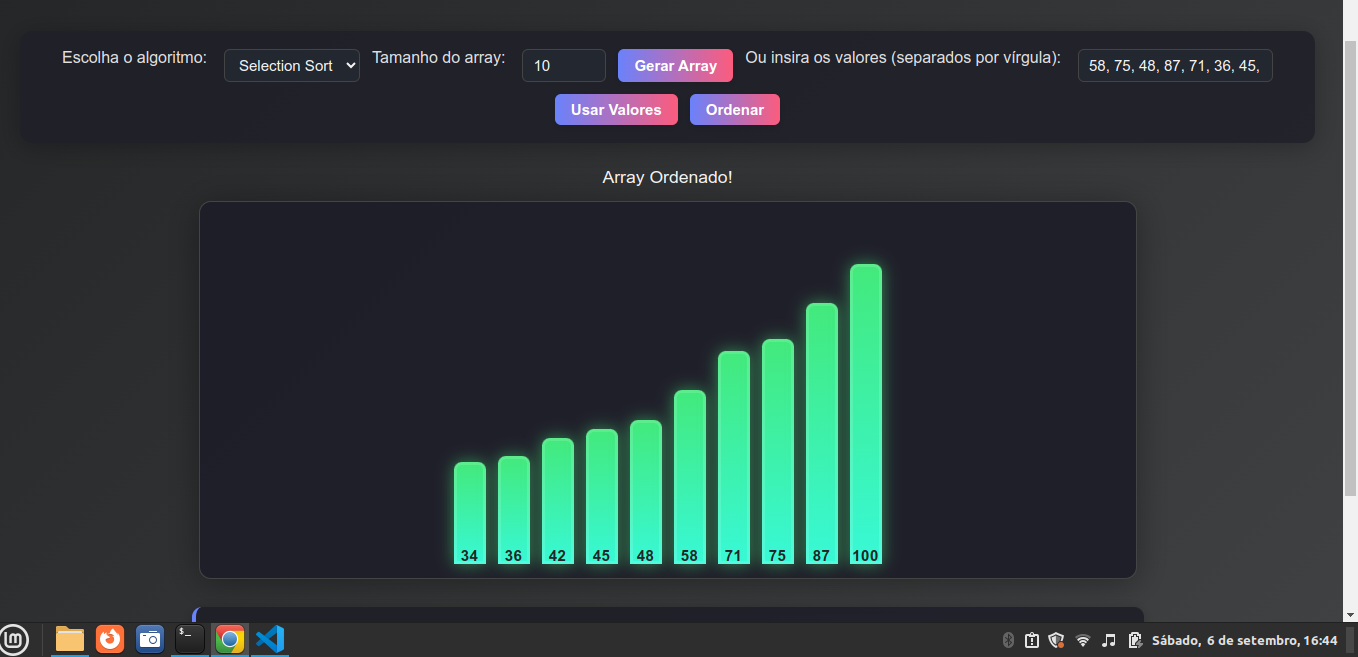 Escolha o algoritmo: Selection Sort Tamanho do array: 10 Gerar Array Ou insira os valores (separados por vírgula): 58, 75, 48, 87, 71, 36, 45,
Usar Valores Ordenar
Array Ordenado!
34 36 42 45 48 58 71 75 87 100
Sábado, 6 de setembro, 16:44